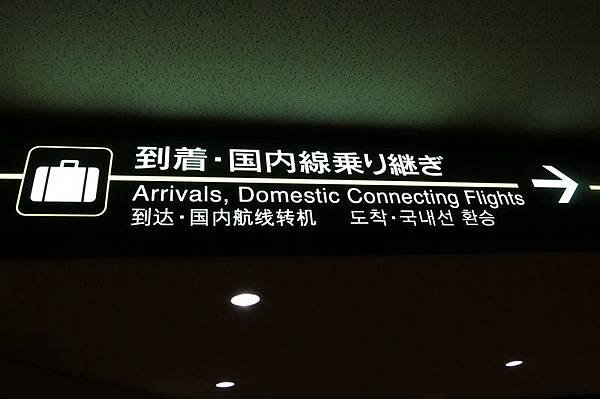 到着・国内線乗り継ぎ
Arrivals, Domestic Connecting Flights
到达・国内航线转机 도착・국내선 환승